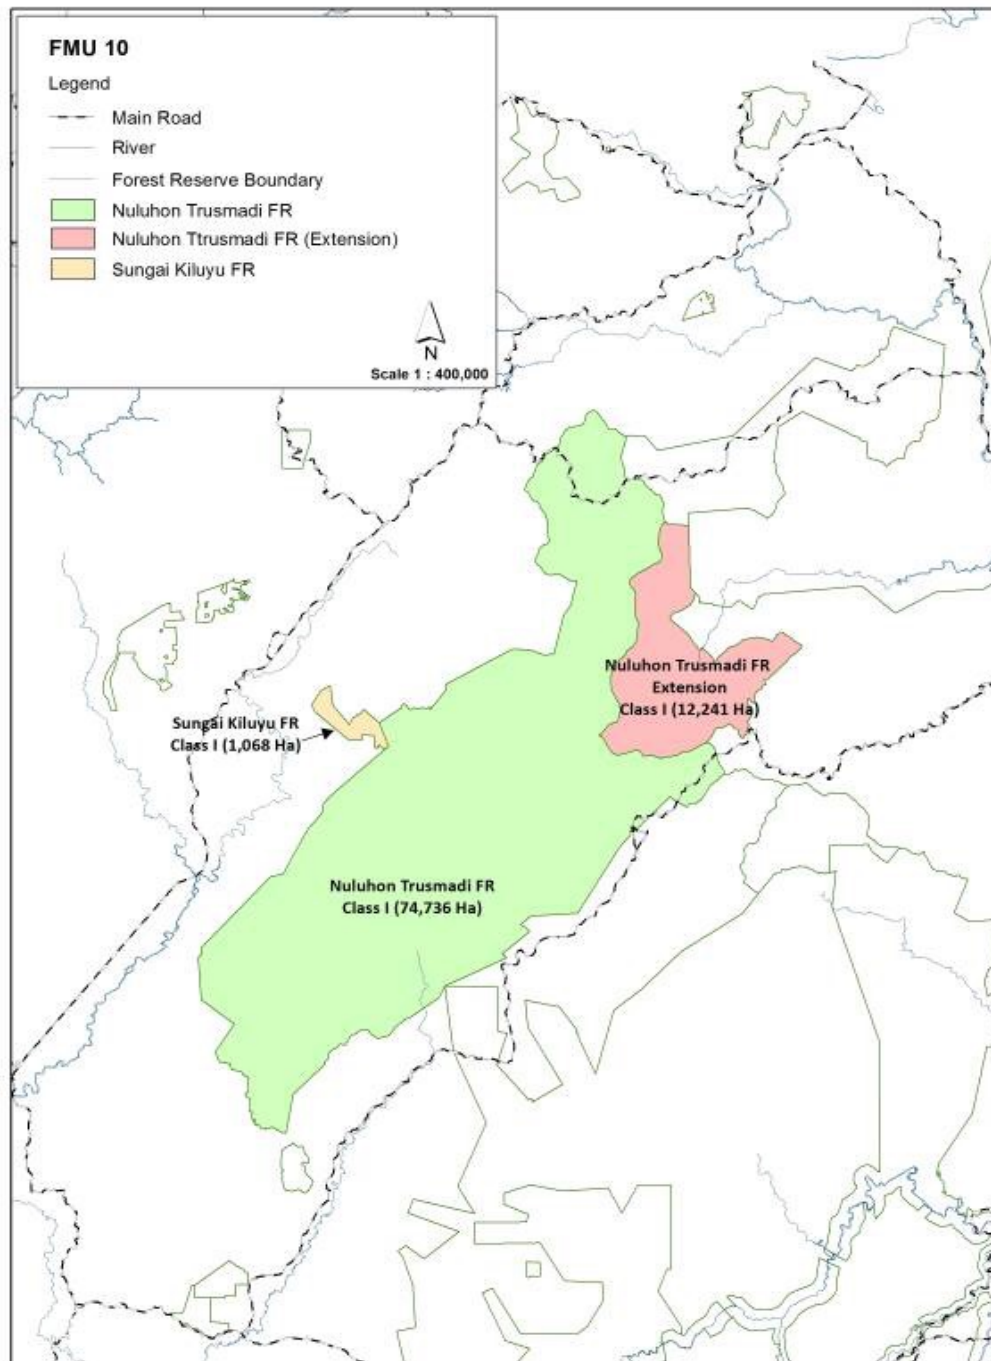 FMU 10
Legend
Main Road
River
Forest Reserve Boundary
Nuluhon Trusmadi FR
Nuluhon Ttrusmadi FR (Extension)
Sungai Kiluyu FR
N
Scale 1 : 400,000
Nuluhon Trusmadi FR
Extension
Class I (12,241 Ha)
Sungai Kiluyu FR
Class I (1,068 Ha)
Nuluhon Trusmadi FR
Class I (74,736 Ha)